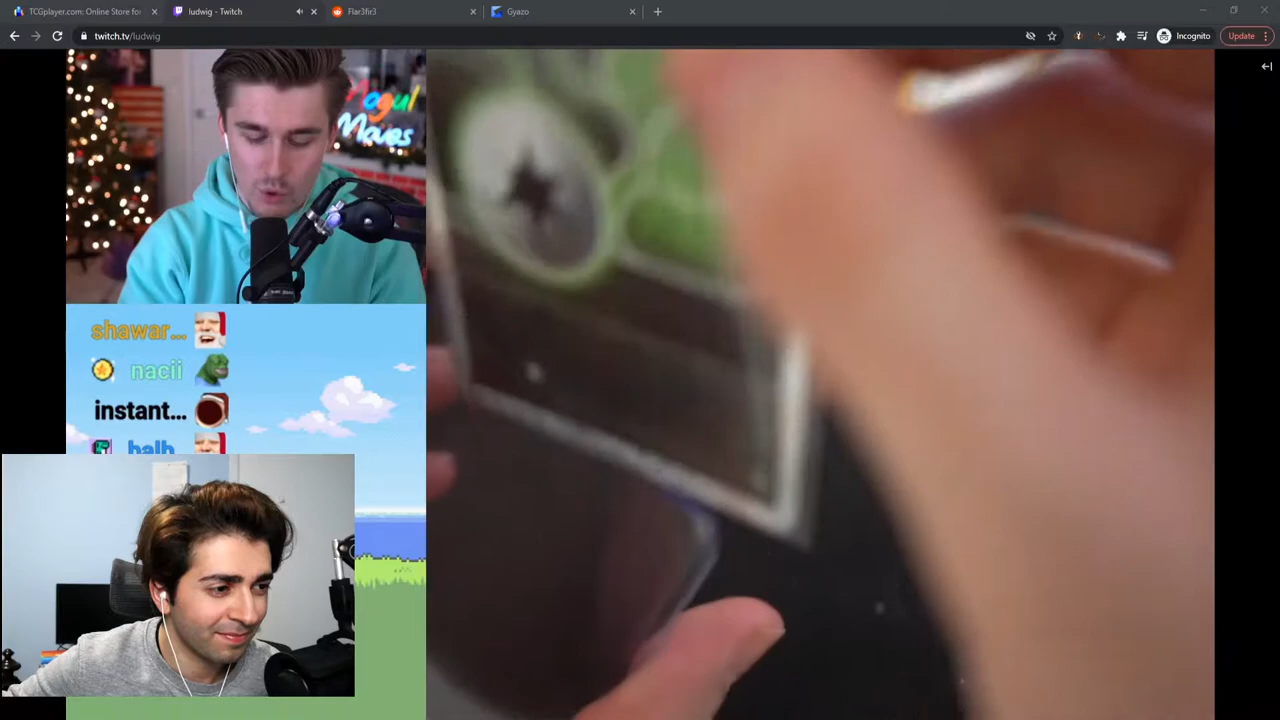 TCGplayer.com: Online Store for
ludwig - Twitch
Flar3fir3
Gyazo
twitch.tv/ludwig
Incognito
Update
Mogul
Moves
shawar...
nacii
instant...
balb